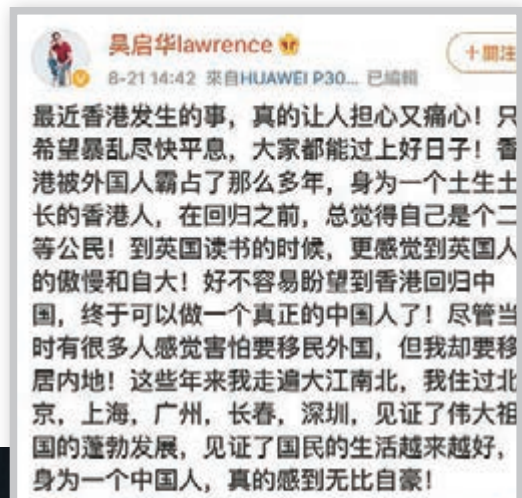 吴启华lawrence
+關注
8-21 14:42 來自HUAWEI P30... 已編輯
最近香港发生的事，真的让人担心又痛心！只
希望暴乱尽快平息，大家都能过上好日子！香
港被外国人霸占了那么多年，身为一个土生土
长的香港人，在回归之前，总觉得自己是个二
等公民！到英国读书的时候，更感觉到英国人
的傲慢和自大！好不容易盼望到香港回归中
国，终于可以做一个真正的中国人了！尽管当
时有很多人感觉害怕要移民外国，但我却要移
居内地！这些年来我走遍大江南北，我住过北
京，上海，广州，长春，深圳，见证了伟大祖
国的蓬勃发展，见证了国民的生活越来越好，
身为一个中国人，真的感到无比自豪！